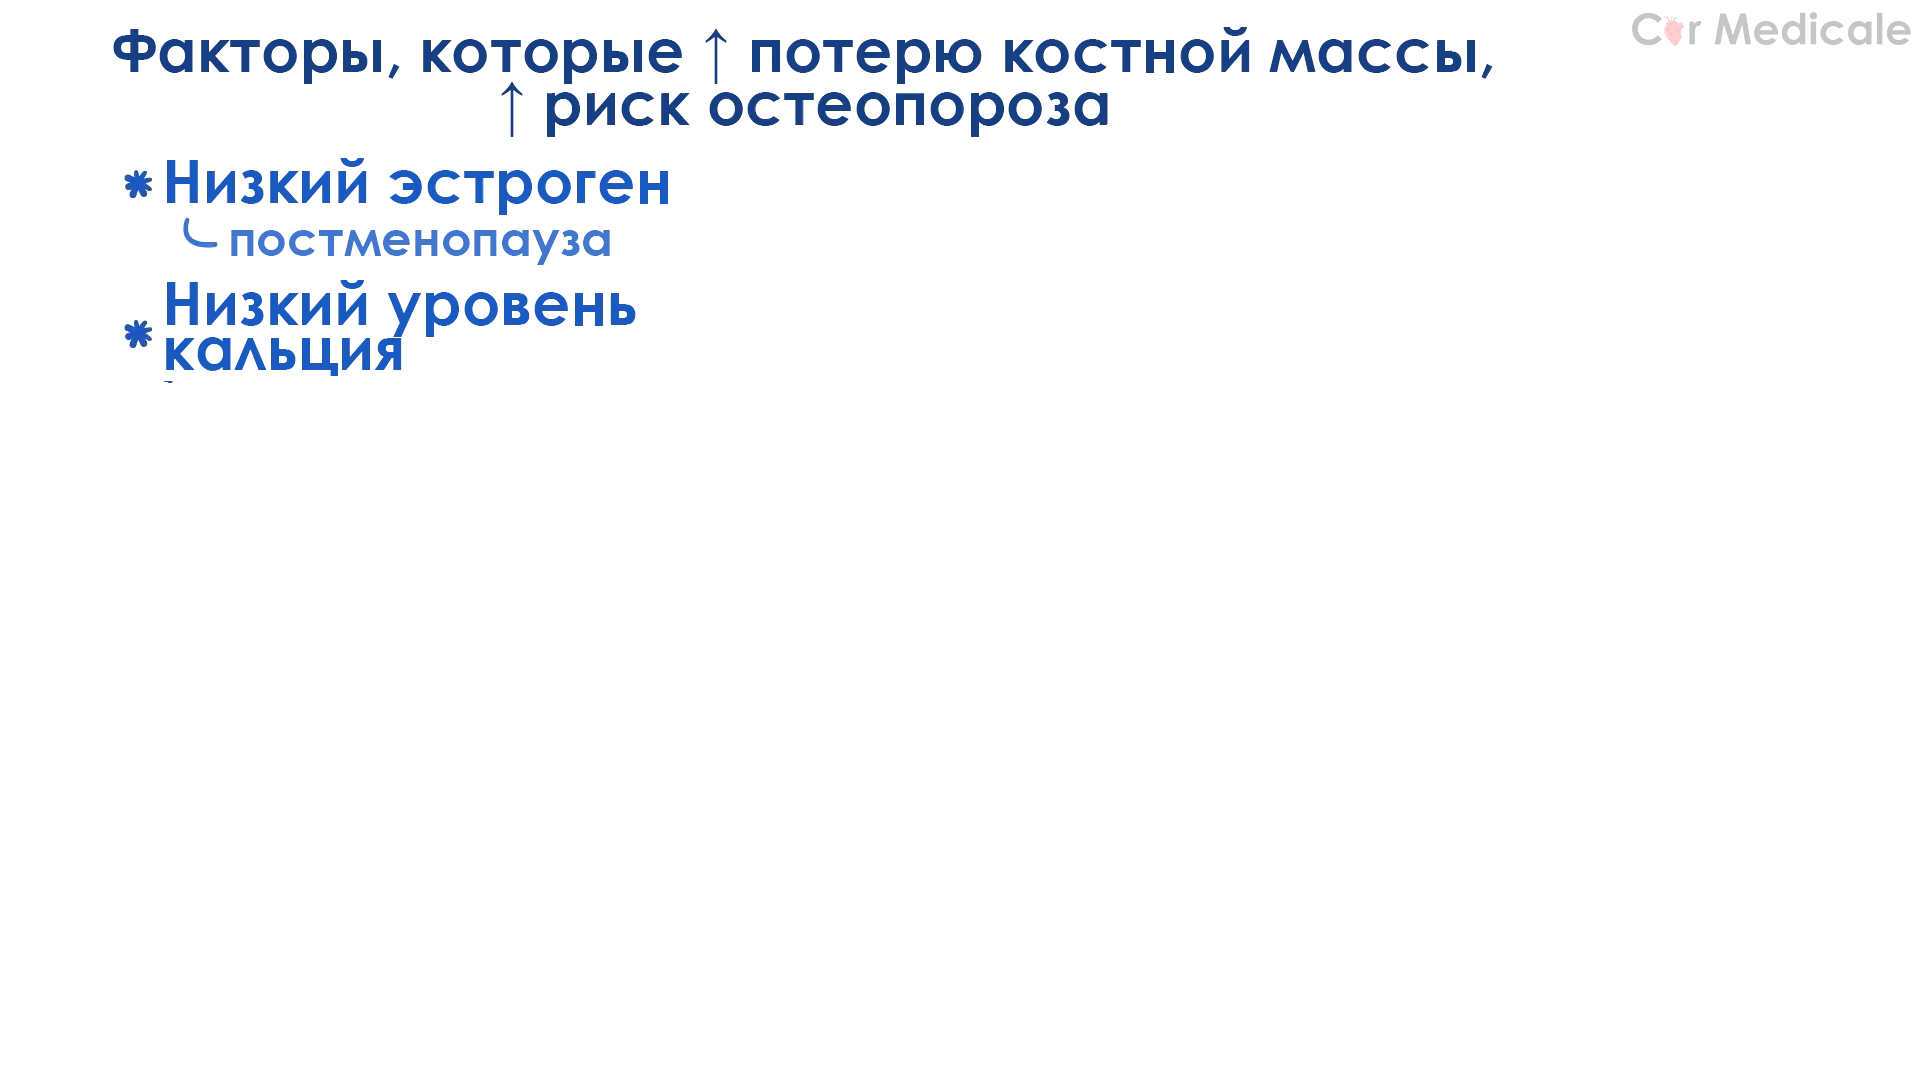 Cor Medicale
Факторы, которые ↑ потерю костной массы,
↑ риск остеопороза
* Низкий эстроген
постменопауза
* Низкий уровень
кальция